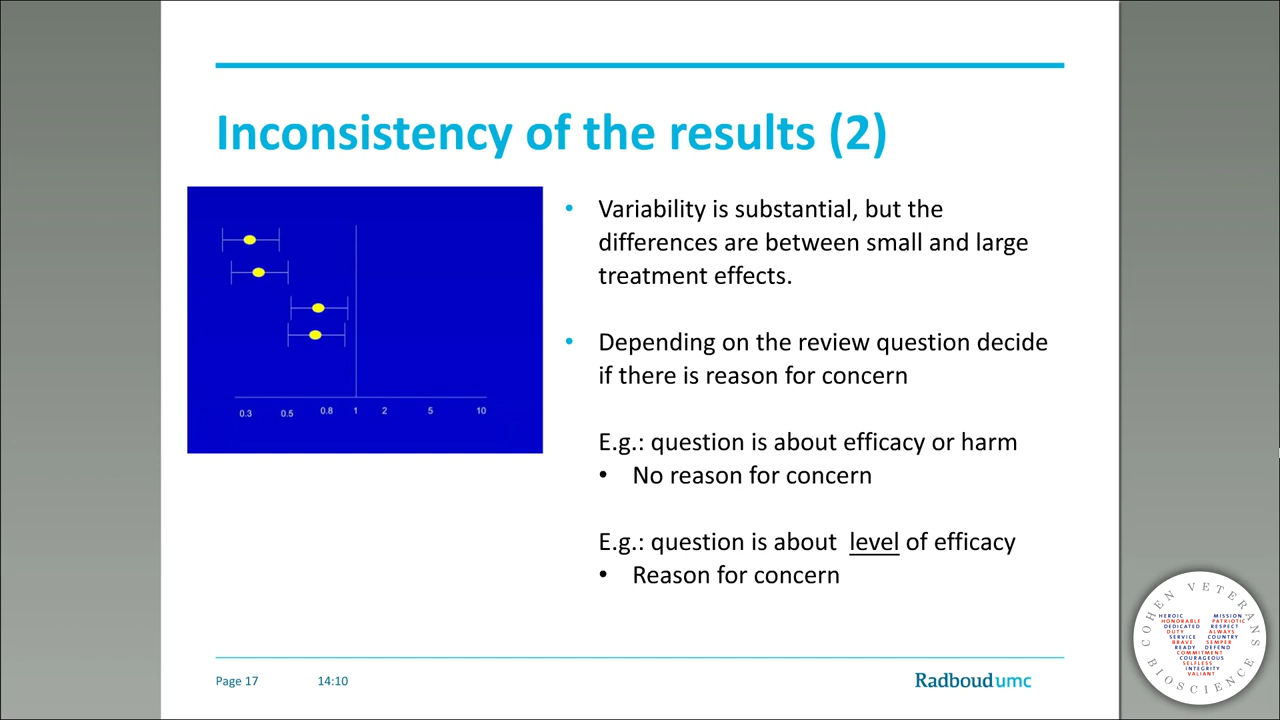 Inconsistency of the results (2)
0.3 0.5 0.8 1 2 5 10
• Variability is substantial, but the
differences are between small and large
treatment effects.
• Depending on the review question decide
if there is reason for concern
E.g.: question is about efficacy or harm
• No reason for concern
E.g.: question is about level of efficacy
• Reason for concern
Page 17 14:10
Radboudumc
COHEN VETERANS
BIOSCIENCE
HEROIC MISSION
HONORABLE PATRIOTIC
DEDICATED RESPECT
DUTY ALWAYS
SERVICE COUNTRY
BRAVE SEMPER
READY DEFEND
COMMITMENT
COURAGEOUS
SELFLESS
INTEGRITY
VALIANT